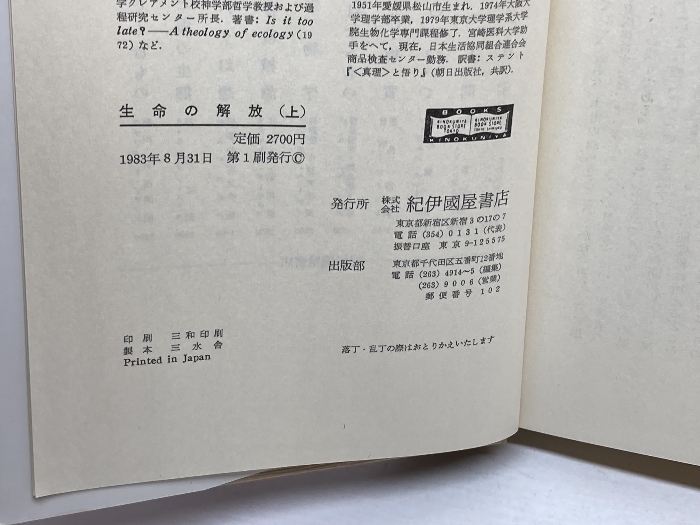 学クレアメント校神学部哲学教授および過
程研究センター所長. 著書: Is it too
late?——A theology of ecology (19
72) など.
1951年愛媛県松山市生まれ. 1974年大阪大
学理学部卒業, 1979年東京大学理学系大学
院生物化学専門課程修了. 宮崎医科大学助
手をへて, 現在, 日本生活協同組合連合会
商品検査センター勤務. 訳書: ステント
『<真理>と悟り』(朝日出版社, 共訳).
生命の解放(上)
定価 2700円
1983年8月31日 第1刷発行©
BOOKS
KINOKUNIYA
BOOK STORE
TOKYO
KINOKUNIYA
BOOK STORE
KINOKUNIYA
発行所 株式会社 紀伊國屋書店
東京都新宿区新宿3の17の7
電話 (354) 0131 (代表)
振替口座 東京 9-125575
出版部 東京都千代田区五番町12番地
電話 (263) 4914~5 (編集)
(263) 9006 (営業)
郵便番号 102
印刷 三和印刷
製本 三水舎
Printed in Japan
落丁・乱丁の際はおとりかえいたします